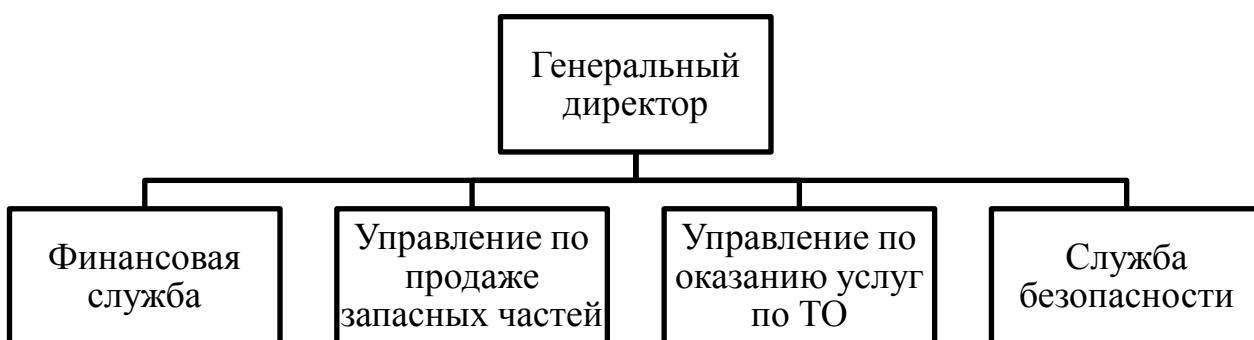 Генеральный
директор
Финансовая
служба
Управление по
продаже
запасных частей
Управление по
оказанию услуг
по ТО
Служба
безопасности